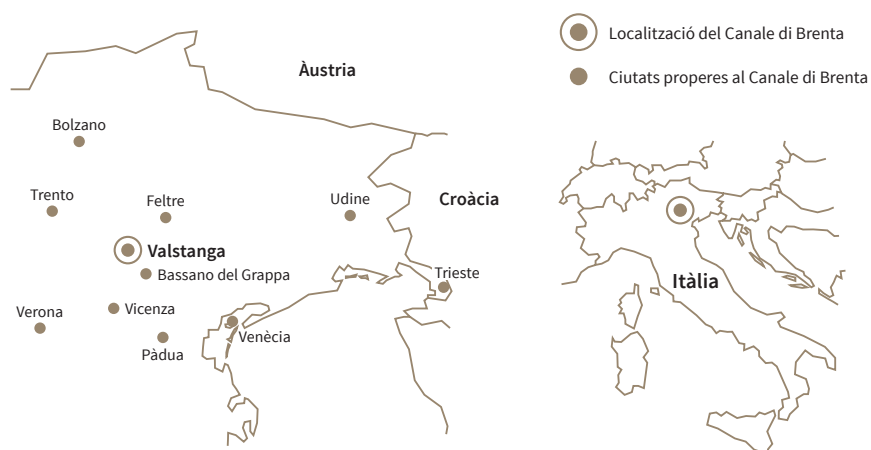 Localització del Canale di Brenta
Ciutats properes al Canale di Brenta
Àustria
Bolzano
Trento
Feltre
Udine
Croàcia
Valstanga
Bassano del Grappa
Trieste
Itàlia
Verona
Vicenza
Venècia
Pàdua